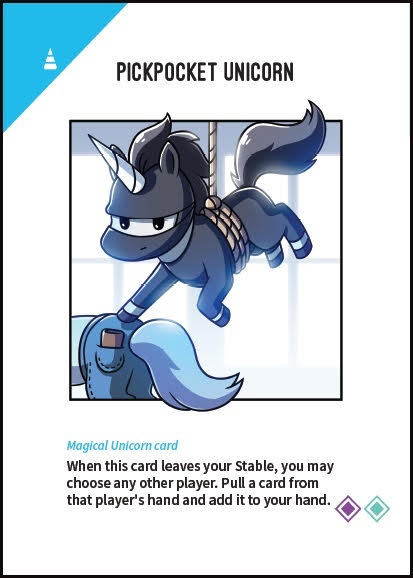 PICKPOCKET UNICORN
Magical Unicorn card
When this card leaves your Stable, you may
choose any other player. Pull a card from
that player's hand and add it to your hand.